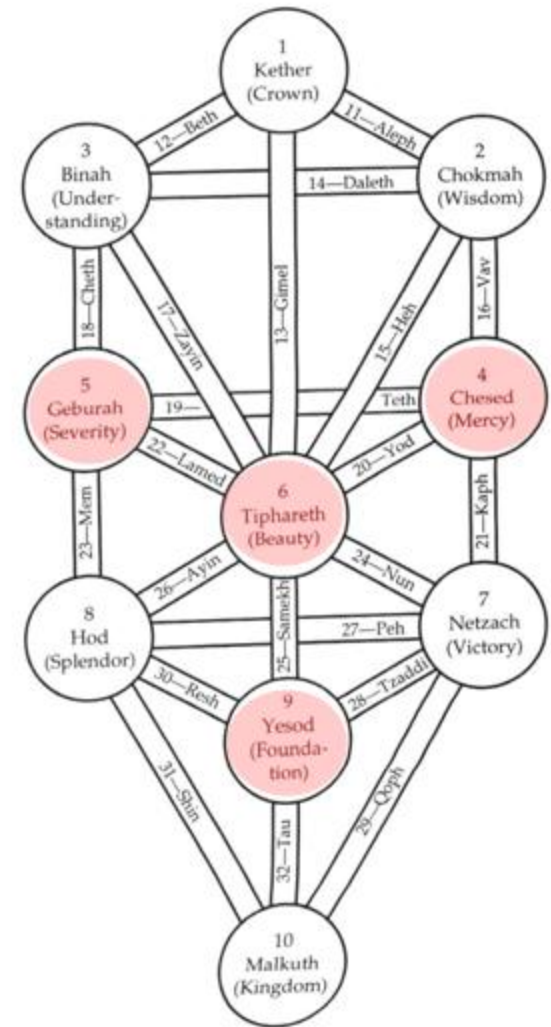 1
Kether
(Crown)
12—Beth
11—Aleph
3
Binah
(Under-
standing)
2
Chokmah
(Wisdom)
14—Daleth
13—Gimel
18—Cheth
17—Zayin
15—Heh
16—Vav
5
Geburah
(Severity)
4
Chesed
(Mercy)
19— Teth
22—Lamed
20—Yod
6
Tiphareth
(Beauty)
23—Mem
21—Kaph
26—Ayin
24—Nun
25—Samekh
8
Hod
(Splendor)
7
Netzach
(Victory)
27—Peh
30—Resh
28—Tzaddi
9
Yesod
(Founda-
tion)
31—Shin
29—Qoph
32—Tau
10
Malkuth
(Kingdom)